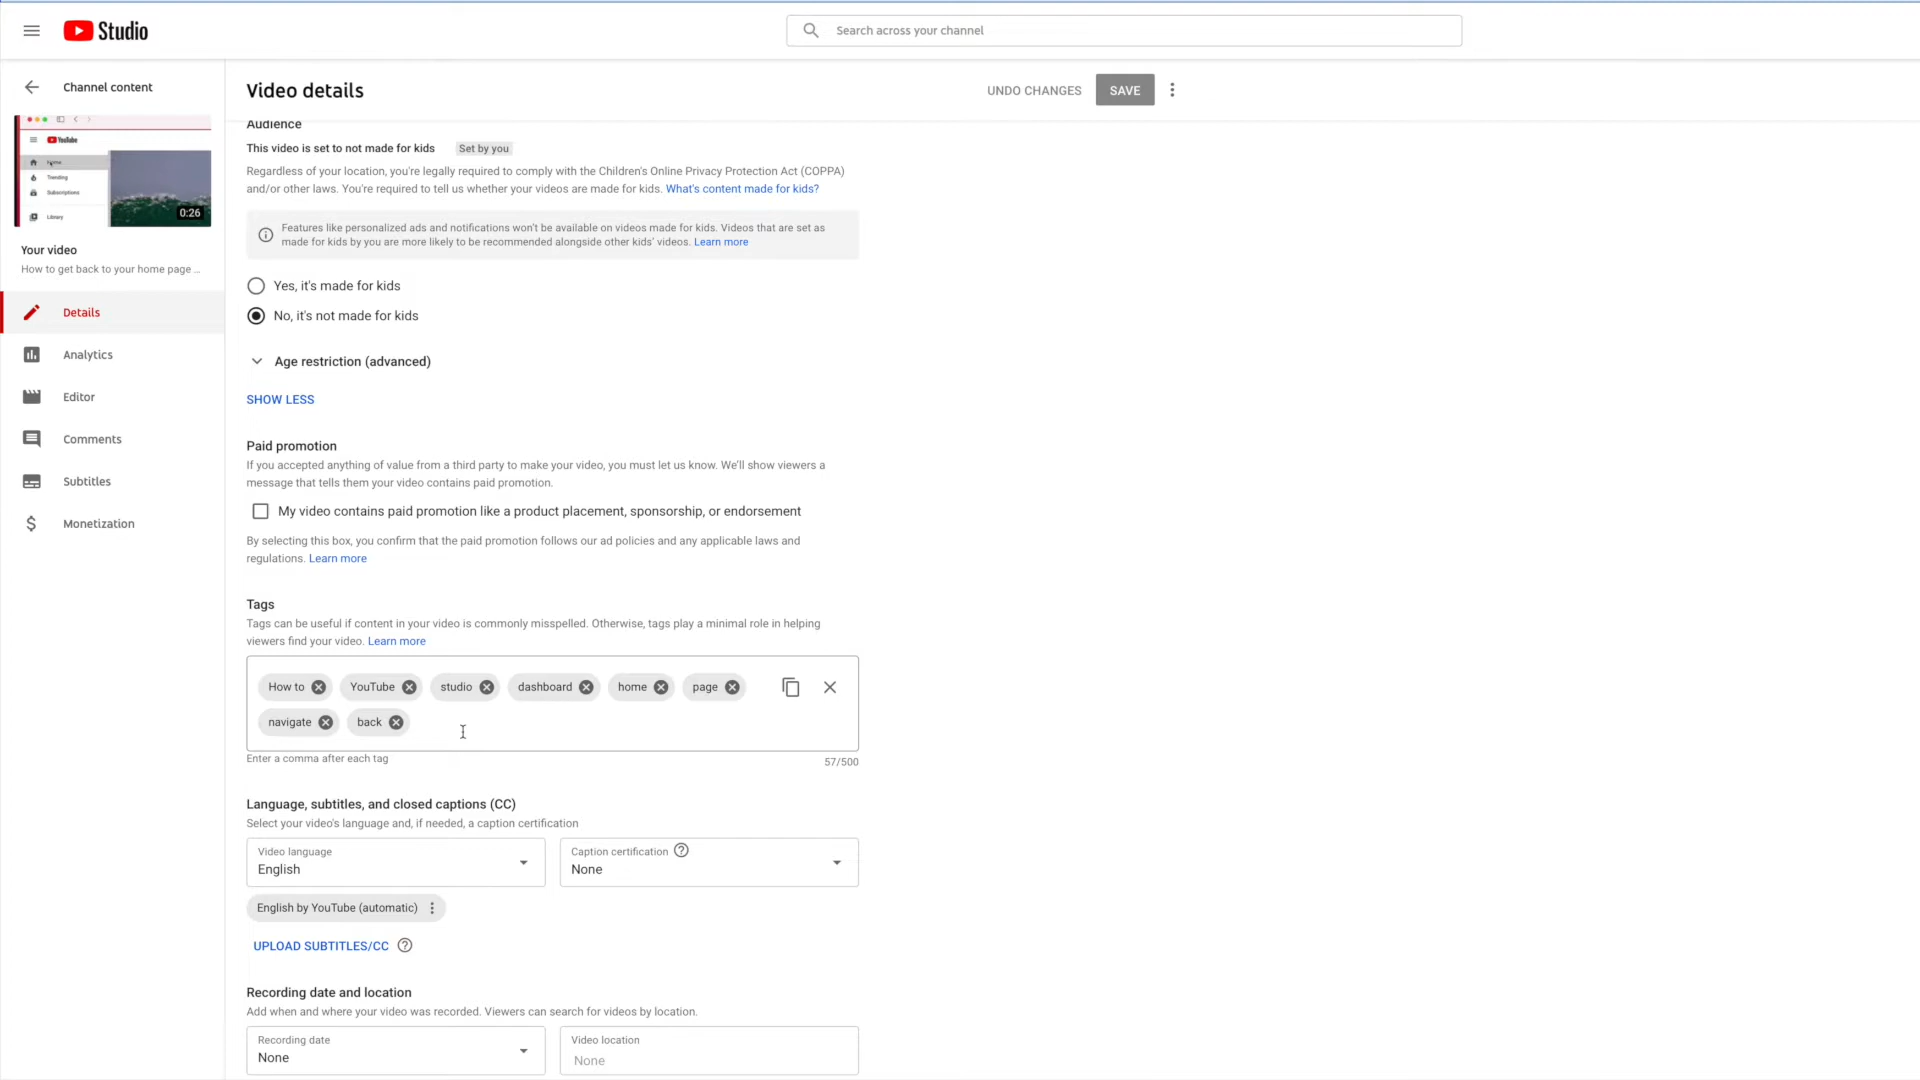 Studio
Search across your channel
Channel content
Video details
UNDO CHANGES
SAVE
YouTube
Home
Trending
Subscriptions
Library
0:26
Your video
How to get back to your home page ...
Details
Analytics
Editor
Comments
Subtitles
Monetization
Audience
This video is set to not made for kids
Set by you
Regardless of your location, you're legally required to comply with the Children's Online Privacy Protection Act (COPPA)
and/or other laws. You're required to tell us whether your videos are made for kids. What's content made for kids?
Features like personalized ads and notifications won't be available on videos made for kids. Videos that are set as
made for kids by you are more likely to be recommended alongside other kids' videos. Learn more
Yes, it's made for kids
No, it's not made for kids
Age restriction (advanced)
SHOW LESS
Paid promotion
If you accepted anything of value from a third party to make your video, you must let us know. We'll show viewers a
message that tells them your video contains paid promotion.
My video contains paid promotion like a product placement, sponsorship, or endorsement
By selecting this box, you confirm that the paid promotion follows our ad policies and any applicable laws and
regulations. Learn more
Tags
Tags can be useful if content in your video is commonly misspelled. Otherwise, tags play a minimal role in helping
viewers find your video. Learn more
How to YouTube studio dashboard home page
navigate back
Enter a comma after each tag
57/500
Language, subtitles, and closed captions (CC)
Select your video's language and, if needed, a caption certification
Video language
English
Caption certification
None
English by YouTube (automatic)
UPLOAD SUBTITLES/CC
Recording date and location
Add when and where your video was recorded. Viewers can search for videos by location.
Recording date
None
Video location
None